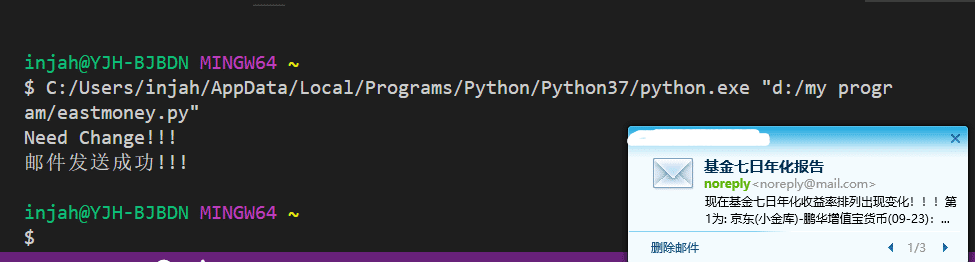 injah@YJH-BJBDN MINGW64 ~
$ C:/Users/injah/AppData/Local/Programs/Python/Python37/python.exe "d:/my progr
am/eastmoney.py"
Need Change!!!
邮件发送成功!!!
injah@YJH-BJBDN MINGW64 ~
$
基金七日年化报告
noreply<noreply@mail.com>
现在基金七日年化收益率排列出现变化！！！第
1为: 京东(小金库)-鹏华增值宝货币(09-23)：...
删除邮件
1/3